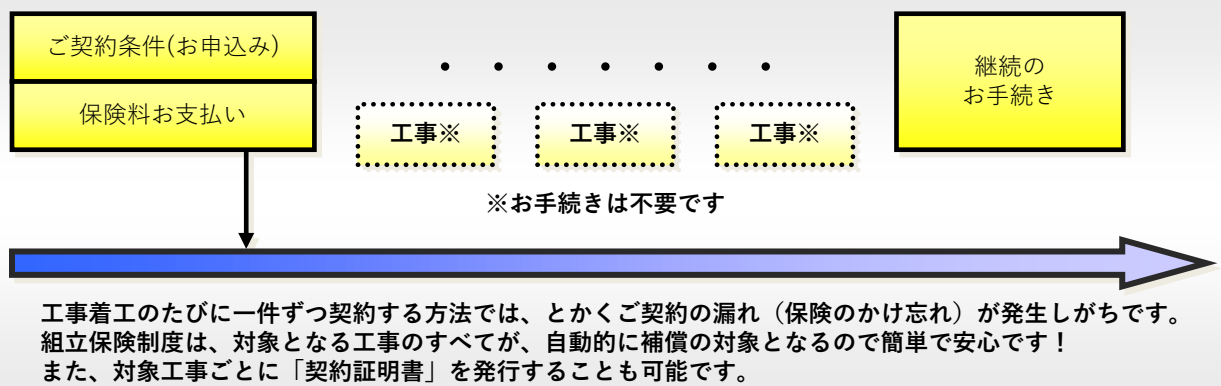 ご契約条件(お申込み)
保険料お支払い
・ ・ ・ ・ ・ ・ ・
工事※
工事※
工事※
継続の
お手続き
※お手続きは不要です
工事着工のたびに一件ずつ契約する方法では、とかくご契約の漏れ（保険のかけ忘れ）が発生しがちです。
組立保険制度は、対象となる工事のすべてが、自動的に補償の対象となるので簡単で安心です！
また、対象工事ごとに「契約証明書」を発行することも可能です。